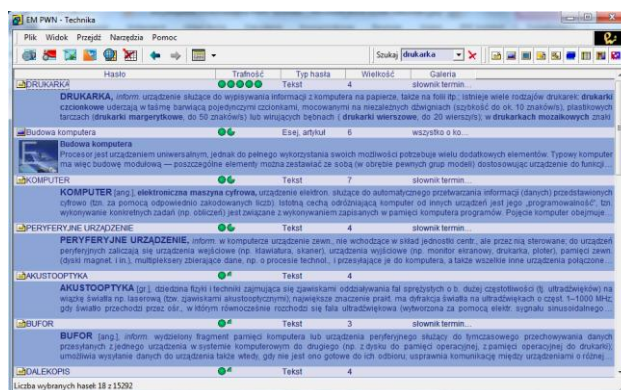 EM PWN - Technika
Plik Widok Przejdź Narzędzia Pomoc
Szukaj drukarka
Hasło Trafność Typ hasła Wielkość Galeria
DRUKARKA Tekst 4 słownik termin...
DRUKARKA, inform. urządzenie służące do wypisywania informacji z komputera na papierze, także na folii itp.; istnieje wiele rodzajów drukarek: drukarki
czcionkowe uderzają w taśmę barwiącą pojedynczymi czcionkami, mocowanymi na niezależnych dźwigniach (szybkość do ok. 10 znaków/s), plastikowych
tarczach (drukarki margerytkowe, do 50 znaków/s) lub wirujących bębnach ( drukarki wierszowe, do 20 wierszy/s); w drukarkach mozaikowych znaki
Budowa komputera Esej, artykuł 6 wszystko o ko...
Budowa komputera
Procesor jest urządzeniem uniwersalnym, jednak do pełnego wykorzystania swoich możliwości potrzebuje wielu dodatkowych elementów. Typowy komputer
ma więc budowę modułową — poszczególne elementy można zestawiać ze sobą (w obrębie pewnych grup modeli) dostosowując urządzenie do funkcji...
KOMPUTER Tekst 7 słownik termin...
KOMPUTER [ang.], elektroniczna maszyna cyfrowa, urządzenie elektron. służące do automatycznego przetwarzania informacji (danych) przedstawionych
cyfrowo (tzn. za pomocą odpowiednio zakodowanych liczb). Istotną cechą odróżniającą komputer od innych urządzeń jest jego „programowalność", tzn.
wykonywanie konkretnych zadań (np. obliczeń) jest związane z wykonywaniem zapisanych w pamięci komputera programów. Pojęcie komputer obejmuje...
PERYFERYJNE URZĄDZENIE Tekst 4 słownik termin...
PERYFERYJNE URZĄDZENIE, inform. w komputerze urządzenie zewn., nie wchodzące w skład jednostki centr., ale przez nią sterowane; do urządzeń
peryferyjnych zaliczają się urządzenia wejściowe (np. klawiatura, skaner), urządzenia wyjściowe (np. monitor ekranowy, drukarka, ploter), pamięci zewn.
(dyski magnet. i in.), multipleksery zbierające dane, np. o procesie technol., i przesyłające je do komputera, a także wszelkie inne urządzenia połączone...
AKUSTOOPTYKA Tekst 4
AKUSTOOPTYKA [gr.], dziedzina fizyki i techniki zajmująca się zjawiskami oddziaływania fal sprężystych o b. dużej częstotliwości (tj. ultradźwięków) na
wiązkę światła np. laserową (tzw. zjawiskami akustooptycznymi); największe znaczenie prakt. ma dyfrakcja światła na ultradźwiękach o częst. 1–1000 MHz;
gdy światło przechodzi przez ośr., w którym równocześnie rozchodzi się fala ultradźwiękowa (wytworzona za pomocą elektr. sygnału sinusoidalnego...
BUFOR Tekst 3 słownik termin...
BUFOR [ang.], inform. wydzielony fragment pamięci komputera lub urządzenia peryferyjnego służący do tymczasowego przechowywania danych
przesyłanych z jednego urządzenia w systemie komputerowym do drugiego (np. z dysku do pamięci operacyjnej, z pamięci operacyjnej do drukarki);
umożliwia wysyłanie danych do urządzenia także wtedy, gdy nie jest ono gotowe do ich odbioru; usprawnia komunikację między urządzeniami o różnej...
DALEKOPIS Tekst 4
Liczba wybranych haseł: 18 z 15292